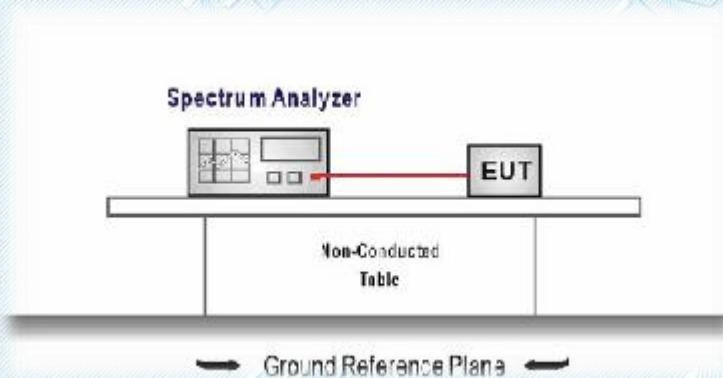 Spectrum Analyzer
EUT
Non-Conducted
Table
Ground Reference Plane